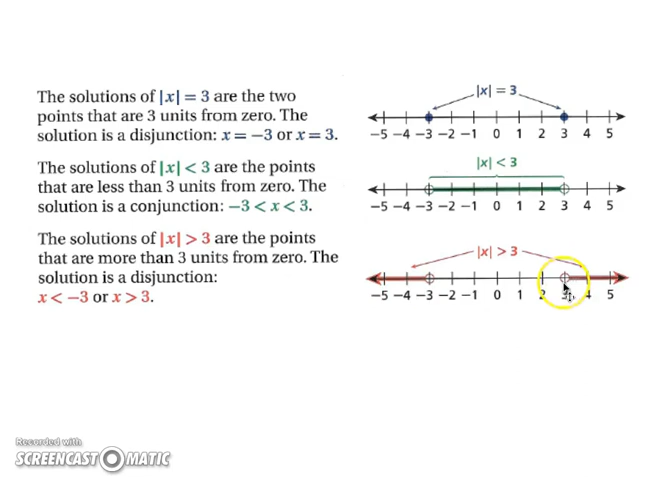 The solutions of |x| = 3 are the two
points that are 3 units from zero. The
solution is a disjunction: x = −3 or x = 3.
|x| = 3
−5 −4 −3 −2 −1 0 1 2 3 4 5
The solutions of |x| < 3 are the points
that are less than 3 units from zero. The
solution is a conjunction: −3 < x < 3.
|x| < 3
−5 −4 −3 −2 −1 0 1 2 3 4 5
The solutions of |x| > 3 are the points
that are more than 3 units from zero. The
solution is a disjunction:
x < −3 or x > 3.
|x| > 3
−5 −4 −3 −2 −1 0 1 2 3 4 5
Recorded with
SCREENCAST O MATIC